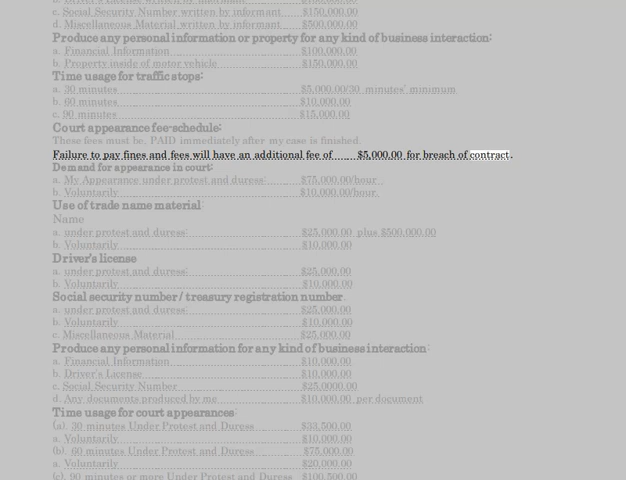 b. Driver's License written by informant $150,000.00
c. Social Security Number written by informant $150,000.00
d. Miscellaneous Material written by informant $500,000.00
Produce any personal information or property for any kind of business interaction:
a. Financial Information $100,000.00
b. Property inside of motor vehicle $150,000.00
Time usage for traffic stops:
a. 30 minutes $5,000.00/30 minutes' minimum
b. 60 minutes $10,000.00
c. 90 minutes $15,000.00
Court appearance fee-schedule:
These fees must be PAID immediately after my case is finished.
Failure to pay fines and fees will have an additional fee of......$5,000.00 for breach of contract.
Demand for appearance in court:
a. My Appearance under protest and duress: $75,000.00/hour
b. Voluntarily $10,000.00/hour.
Use of trade name material
Name
a. under protest and duress: $25,000.00 plus $500,000.00
b. Voluntarily $10,000.00
Driver's license
a. under protest and duress: $25,000.00
b. Voluntarily $10,000.00
Social security number / treasury registration number.
a. under protest and duress: $25,000.00
b. Voluntarily $10,000.00
c. Miscellaneous Material $25,000.00
Produce any personal information for any kind of business interaction:
a. Financial Information $10,000.00
b. Driver's License $10,000.00
c. Social Security Number $25,0000.00
d. Any documents produced by me $10,000.00 per document
Time usage for court appearances:
(a). 30 minutes Under Protest and Duress $33,500.00
a. Voluntarily $10,000.00
(b). 60 minutes Under Protest and Duress $75,000.00
a. Voluntarily $20,000.00
(c). 90 minutes or more Under Protest and Duress $100,500.00